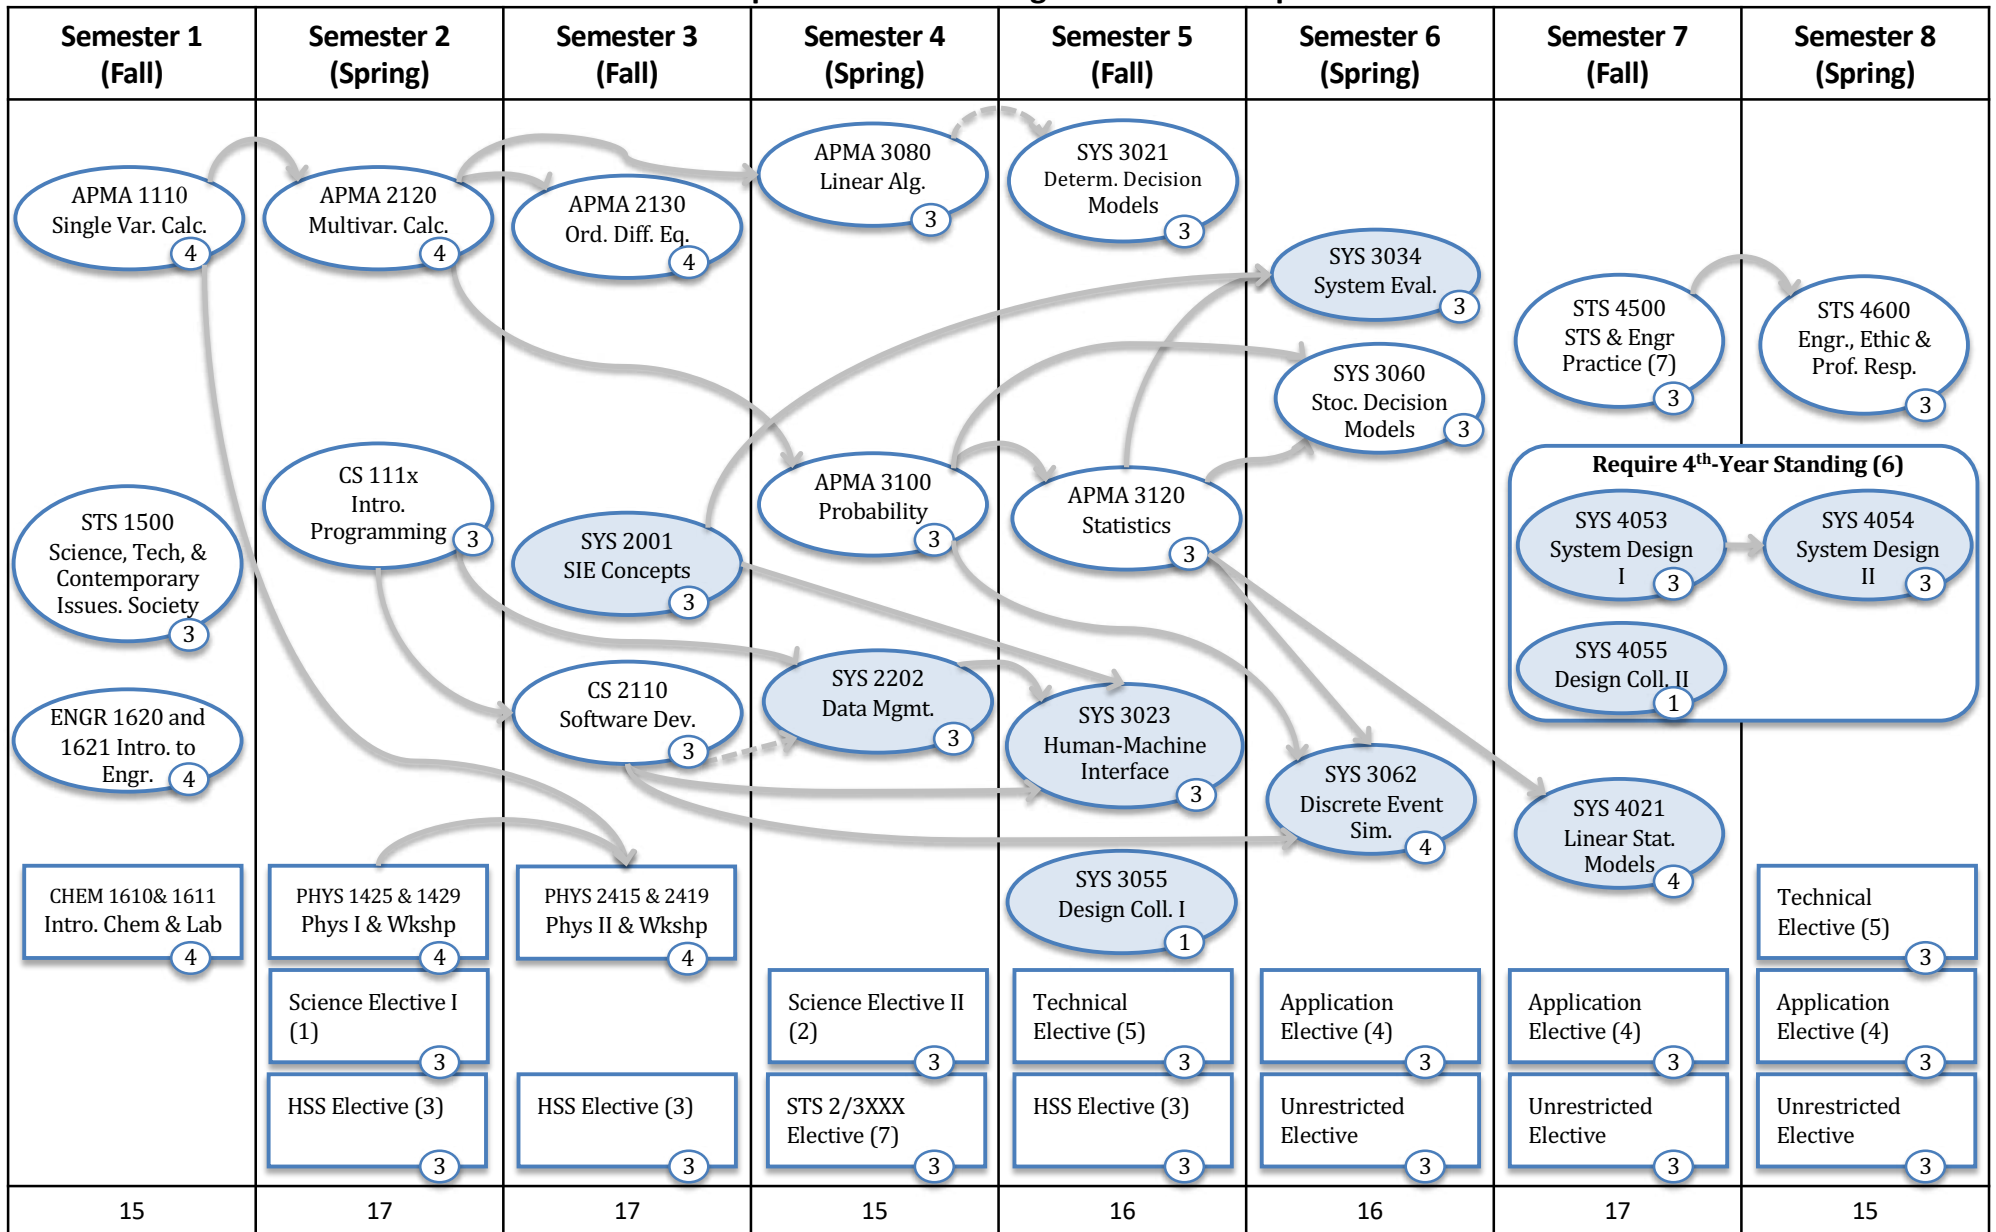 Semester 1
(Fall)
Semester 2
(Spring)
Semester 3
(Fall)
Semester 4
(Spring)
Semester 5
(Fall)
Semester 6
(Spring)
Semester 7
(Fall)
Semester 8
(Spring)
APMA 1110
Single Var. Calc.
4
STS 1500
Science, Tech, &
Contemporary
Issues. Society
3
ENGR 1620 and
1621 Intro. to
Engr.
4
CHEM 1610& 1611
Intro. Chem & Lab
4
APMA 2120
Multivar. Calc.
4
CS 111x
Intro.
Programming
3
PHYS 1425 & 1429
Phys I & Wkshp
4
Science Elective I
(1)
3
HSS Elective (3)
3
APMA 2130
Ord. Diff. Eq.
4
SYS 2001
SIE Concepts
3
CS 2110
Software Dev.
3
PHYS 2415 & 2419
Phys II & Wkshp
4
HSS Elective (3)
3
APMA 3080
Linear Alg.
3
APMA 3100
Probability
3
SYS 2202
Data Mgmt.
3
Science Elective II
(2)
3
STS 2/3XXX
Elective (7)
3
SYS 3021
Determ. Decision
Models
3
APMA 3120
Statistics
3
SYS 3023
Human-Machine
Interface
3
SYS 3055
Design Coll. I
1
Technical
Elective (5)
3
HSS Elective (3)
3
SYS 3034
System Eval.
3
SYS 3060
Stoc. Decision
Models
3
SYS 3062
Discrete Event
Sim.
4
Application
Elective (4)
3
Unrestricted
Elective
3
STS 4500
STS & Engr
Practice (7)
3
STS 4600
Engr., Ethic &
Prof. Resp.
3
Require 4th-Year Standing (6)
SYS 4053
System Design
I
3
SYS 4054
System Design
II
3
SYS 4055
Design Coll. II
1
SYS 4021
Linear Stat.
Models
4
Application
Elective (4)
3
Unrestricted
Elective
3
Technical
Elective (5)
3
Application
Elective (4)
3
Unrestricted
Elective
3
15
17
17
15
16
16
17
15